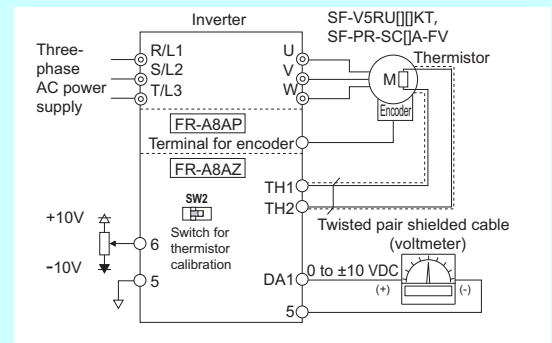 Inverter
SF-V5RU[][]KT,
SF-PR-SC[]A-FV
Three-
phase
AC power
supply
R/L1
S/L2
T/L3
U
V
W
Thermistor
M
Encoder
FR-A8AP
Terminal for encoder
FR-A8AZ
SW2
Switch for
thermistor
calibration
TH1
TH2
Twisted pair shielded cable
(voltmeter)
+10V
-10V
6
5
DA1
0 to ±10 VDC
(+)
(-)
5